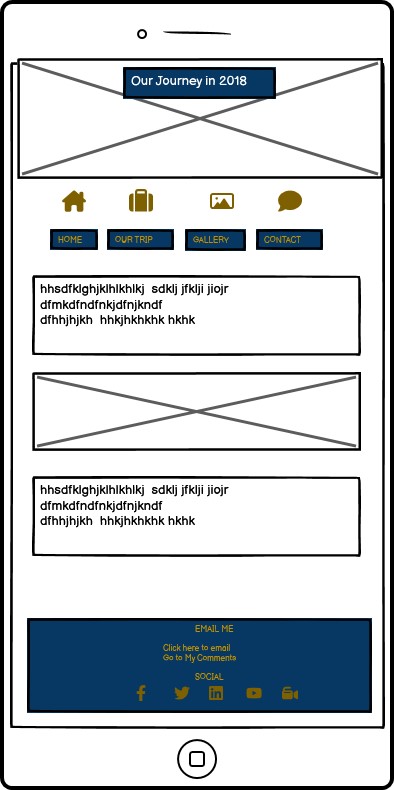 Our Journey in 2018
HOME OUR TRIP GALLERY CONTACT
hhsdfklghjklhlkhlkj sdklj jfklji jiojr
dfmkdfndfnkjdfnjkndf
dfhhjhjkh hhkjhkhkhk hkhk
hhsdfklghjklhlkhlkj sdklj jfklji jiojr
dfmkdfndfnkjdfnjkndf
dfhhjhjkh hhkjhkhkhk hkhk
EMAIL ME
Click here to email
Go to My Comments
SOCIAL